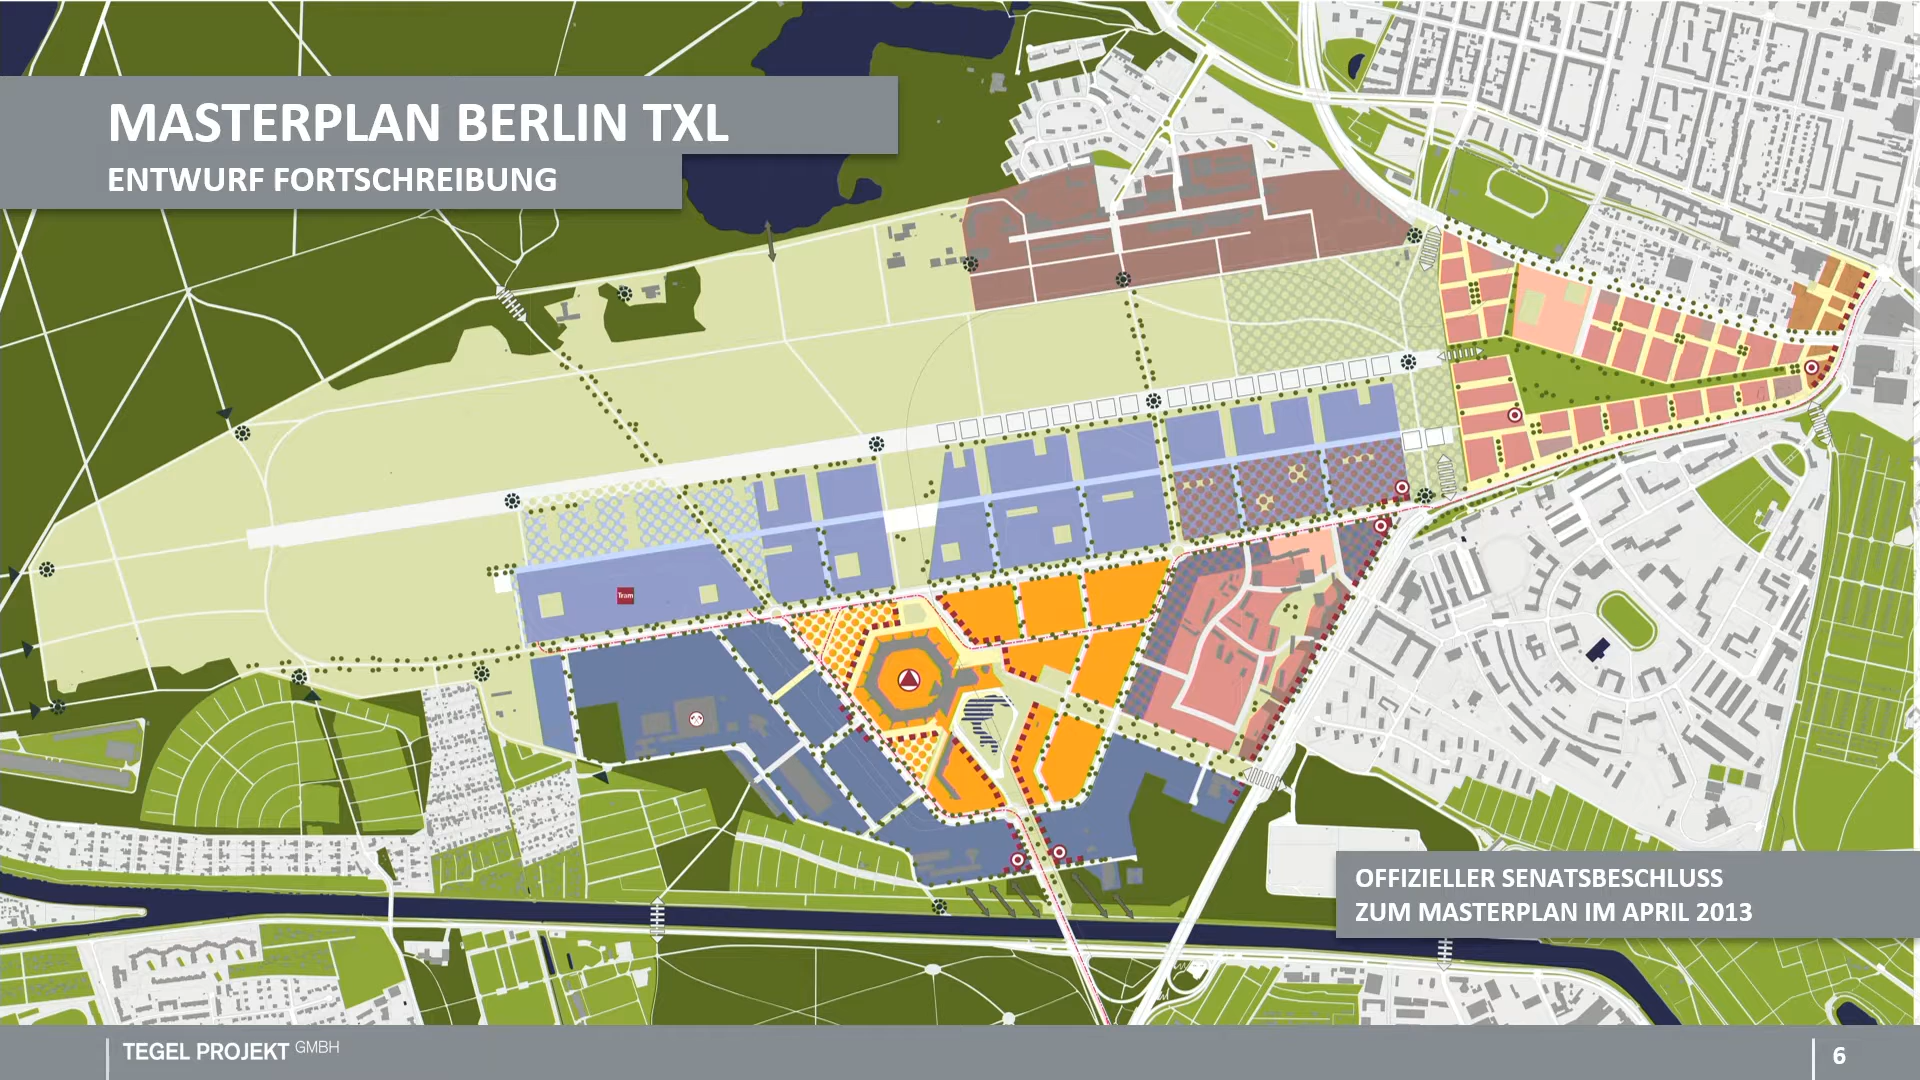 MASTERPLAN BERLIN TXL
ENTWURF FORTSCHREIBUNG
Tram
OFFIZIELLER SENATSBESCHLUSS
ZUM MASTERPLAN IM APRIL 2013
TEGEL PROJEKT GMBH
6